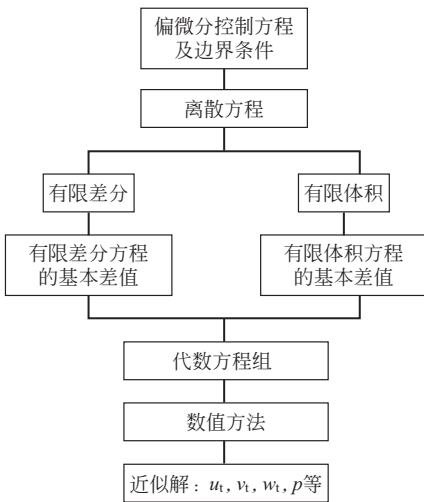 偏微分控制方程
及边界条件
离散方程
有限差分
有限体积
有限差分方程
的基本差值
有限体积方程
的基本差值
代数方程组
数值方法
近似解：uₜ, vₜ, wₜ, p等